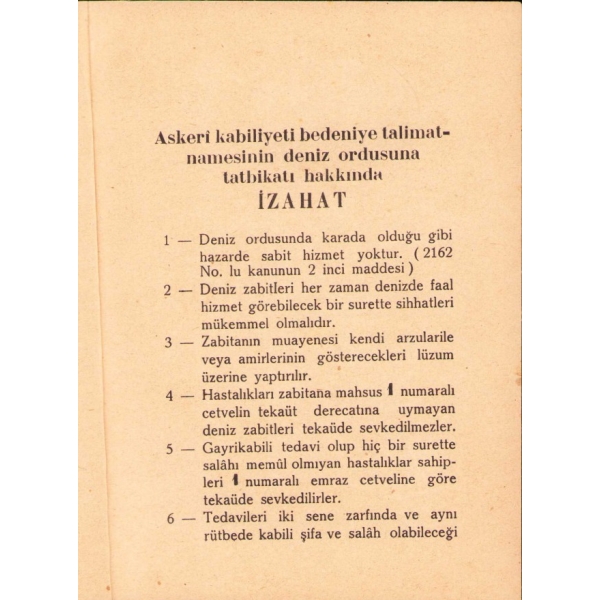 Askerî kabiliyeti bedeniye talimat-
namesinin deniz ordusuna
tatbikatı hakkında
İZAHAT
1 — Deniz ordusunda karada olduğu gibi
hazarde sabit hizmet yoktur. ( 2162
No. lu kanunun 2 inci maddesi )
2 — Deniz zabitleri her zaman denizde faal
hizmet görebilecek bir surette sihhatleri
mükemmel olmalıdır.
3 — Zabitanın muayenesi kendi arzularile
veya amirlerinin gösterecekleri lüzum
üzerine yaptırılır.
4 — Hastalıkları zabitana mahsus 1 numaralı
cetvelin tekaüt derecatına uymayan
deniz zabitleri tekaüde sevkedilmezler.
5 — Gayrikabili tedavi olup hiç bir surette
salâhı memûl olmıyan hastalıklar sahip-
leri 1 numaralı emraz cetveline göre
tekaüde sevkedilirler.
6 — Tedavileri iki sene zarfında ve aynı
rütbede kabili şifa ve salâh olabileceği